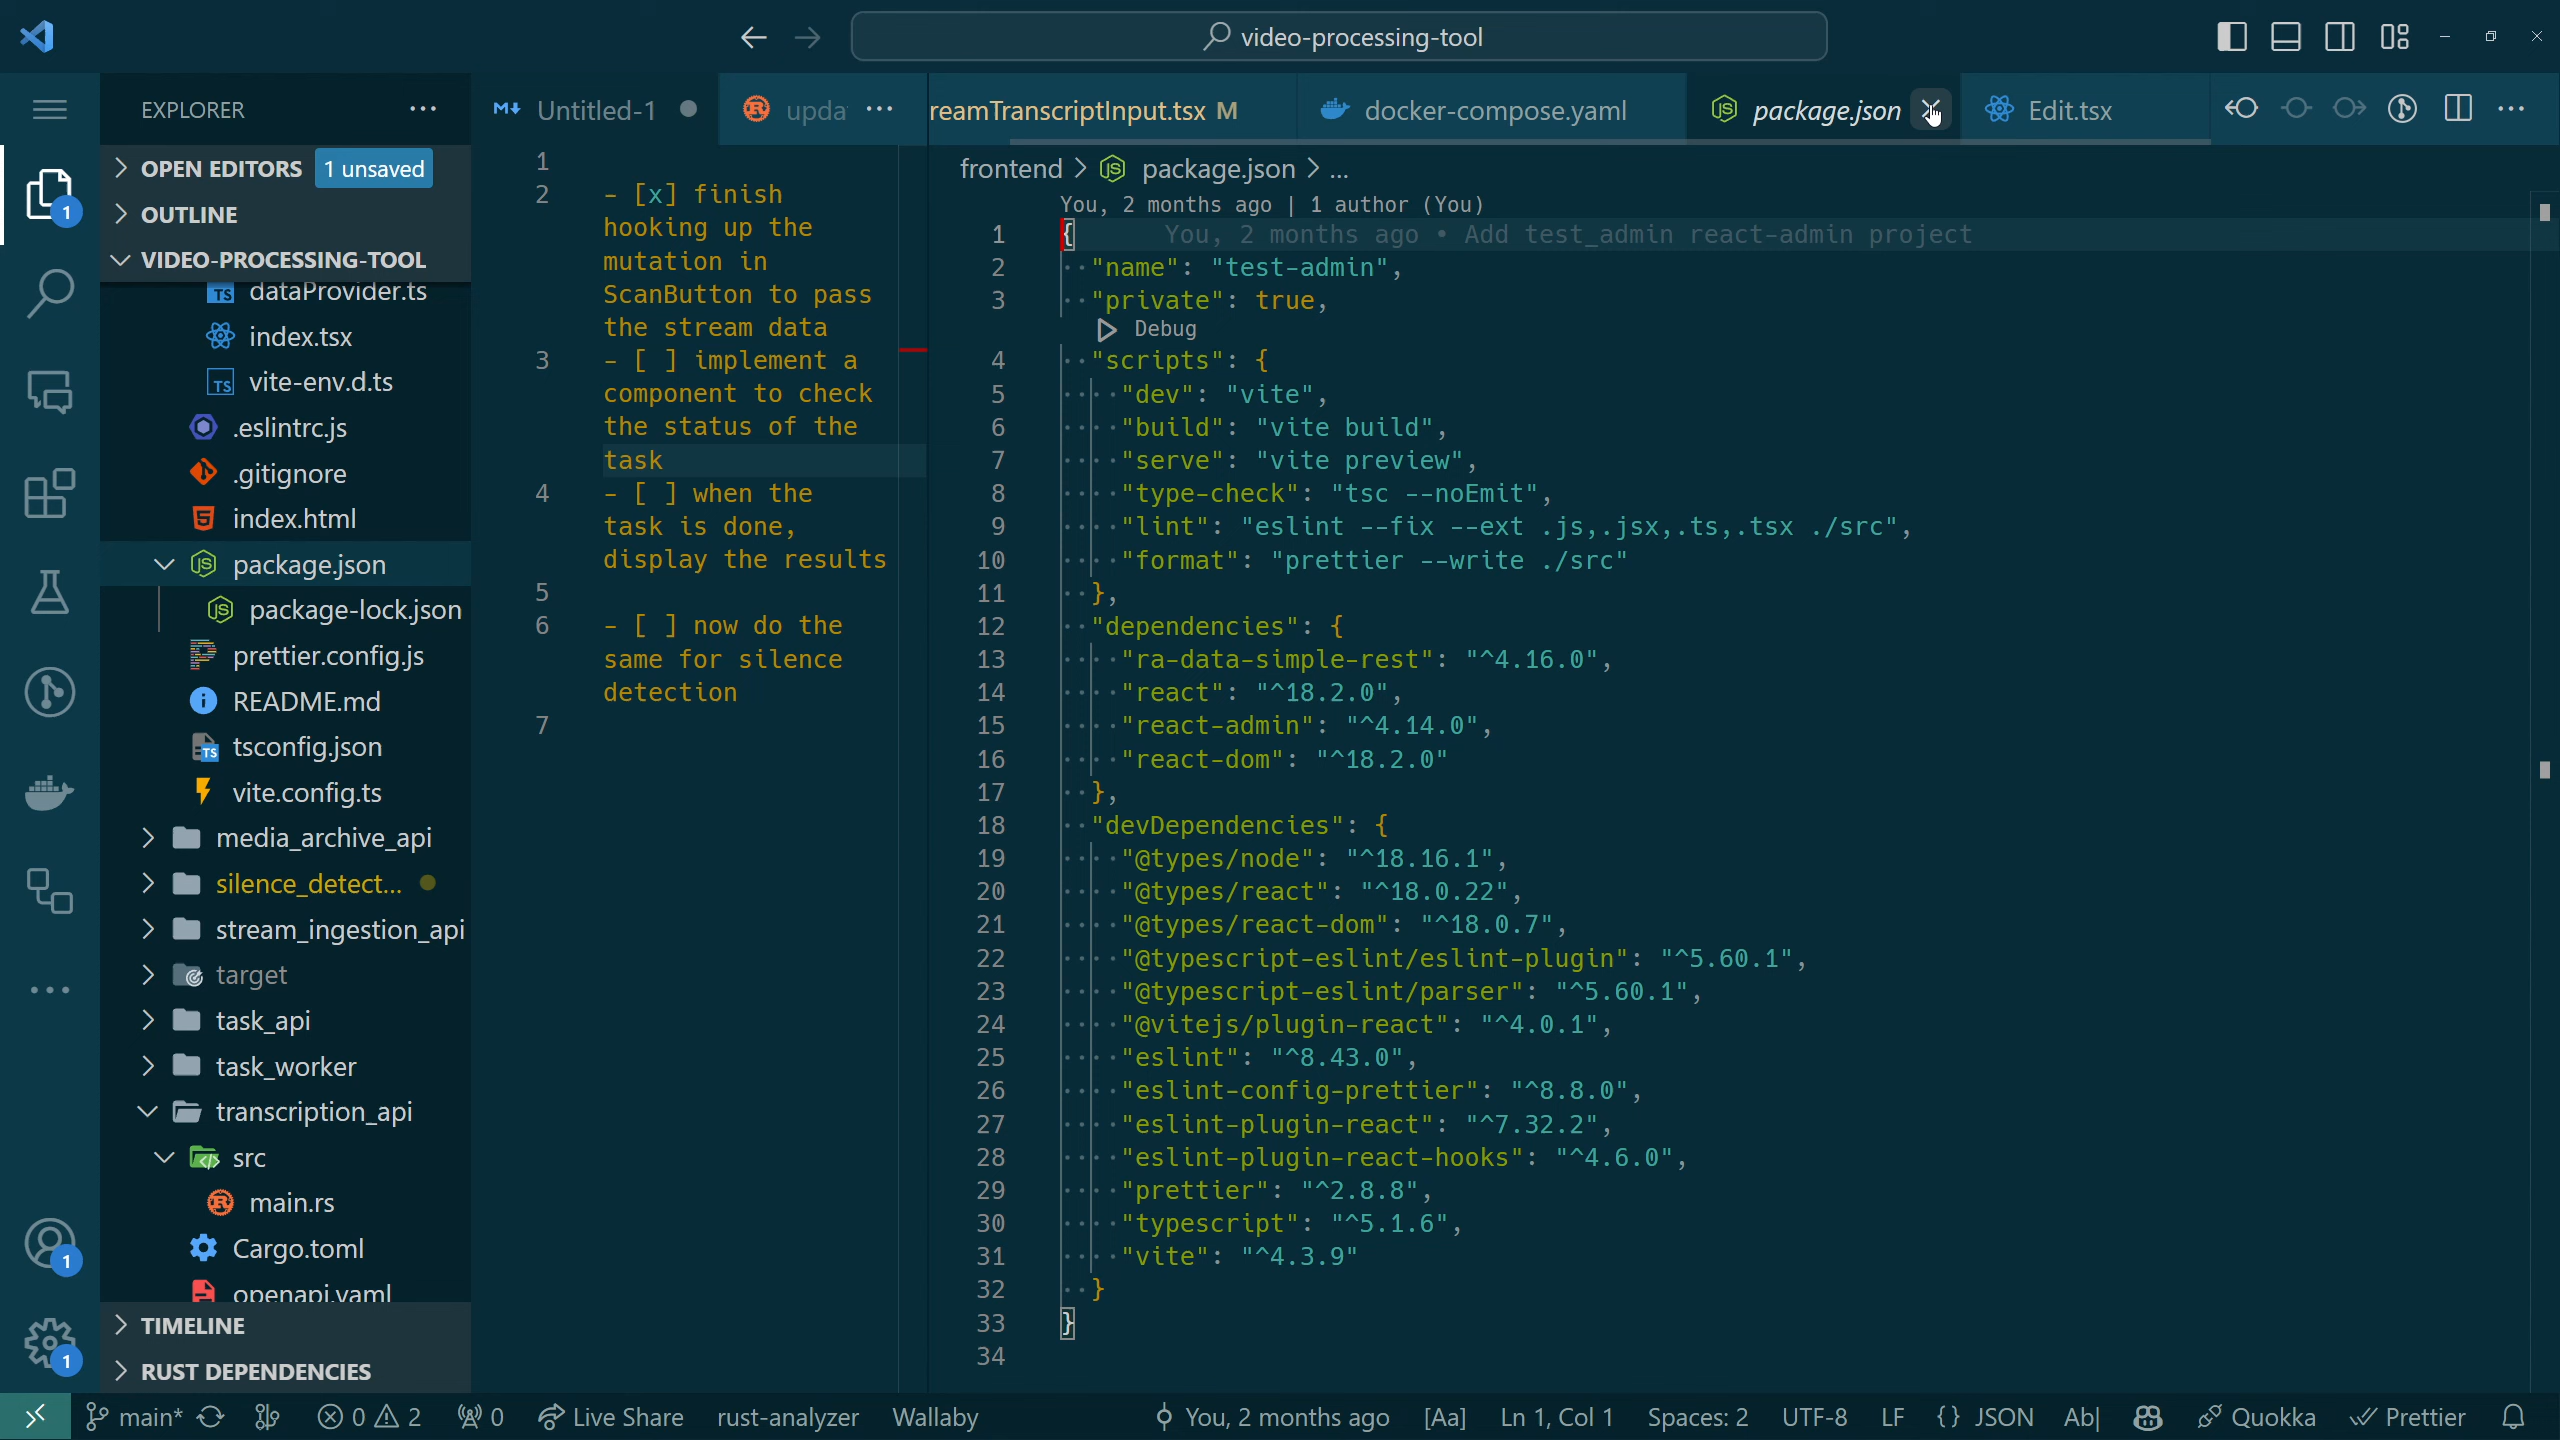 video-processing-tool
EXPLORER
OPEN EDITORS 1 unsaved
OUTLINE
VIDEO-PROCESSING-TOOL
dataProvider.ts
index.tsx
vite-env.d.ts
.eslintrc.js
.gitignore
index.html
package.json
package-lock.json
prettier.config.js
README.md
tsconfig.json
vite.config.ts
media_archive_api
silence_detect...
stream_ingestion_api
target
task_api
task_worker
transcription_api
src
main.rs
Cargo.toml
openapi.yaml
TIMELINE
RUST DEPENDENCIES
1
1
1
Untitled-1
upda
1
2 - [x] finish
hooking up the
mutation in
ScanButton to pass
the stream data
3 - [ ] implement a
component to check
the status of the
task
4 - [ ] when the
task is done,
display the results
5
6 - [ ] now do the
same for silence
detection
7
reamTranscriptInput.tsx M
docker-compose.yaml
package.json
Edit.tsx
frontend > package.json > ...
You, 2 months ago | 1 author (You)
1 { You, 2 months ago • Add test_admin react-admin project
2 "name": "test-admin",
3 "private": true,
Debug
4 "scripts": {
5 "dev": "vite",
6 "build": "vite build",
7 "serve": "vite preview",
8 "type-check": "tsc --noEmit",
9 "lint": "eslint --fix --ext .js,.jsx,.ts,.tsx ./src",
10 "format": "prettier --write ./src"
11 },
12 "dependencies": {
13 "ra-data-simple-rest": "^4.16.0",
14 "react": "^18.2.0",
15 "react-admin": "^4.14.0",
16 "react-dom": "^18.2.0"
17 },
18 "devDependencies": {
19 "@types/node": "^18.16.1",
20 "@types/react": "^18.0.22",
21 "@types/react-dom": "^18.0.7",
22 "@typescript-eslint/eslint-plugin": "^5.60.1",
23 "@typescript-eslint/parser": "^5.60.1",
24 "@vitejs/plugin-react": "^4.0.1",
25 "eslint": "^8.43.0",
26 "eslint-config-prettier": "^8.8.0",
27 "eslint-plugin-react": "^7.32.2",
28 "eslint-plugin-react-hooks": "^4.6.0",
29 "prettier": "^2.8.8",
30 "typescript": "^5.1.6",
31 "vite": "^4.3.9"
32 }
33 }
34
main* 0 2 0 Live Share rust-analyzer Wallaby You, 2 months ago [Aa] Ln 1, Col 1 Spaces: 2 UTF-8 LF {} JSON Ab| Quokka Prettier